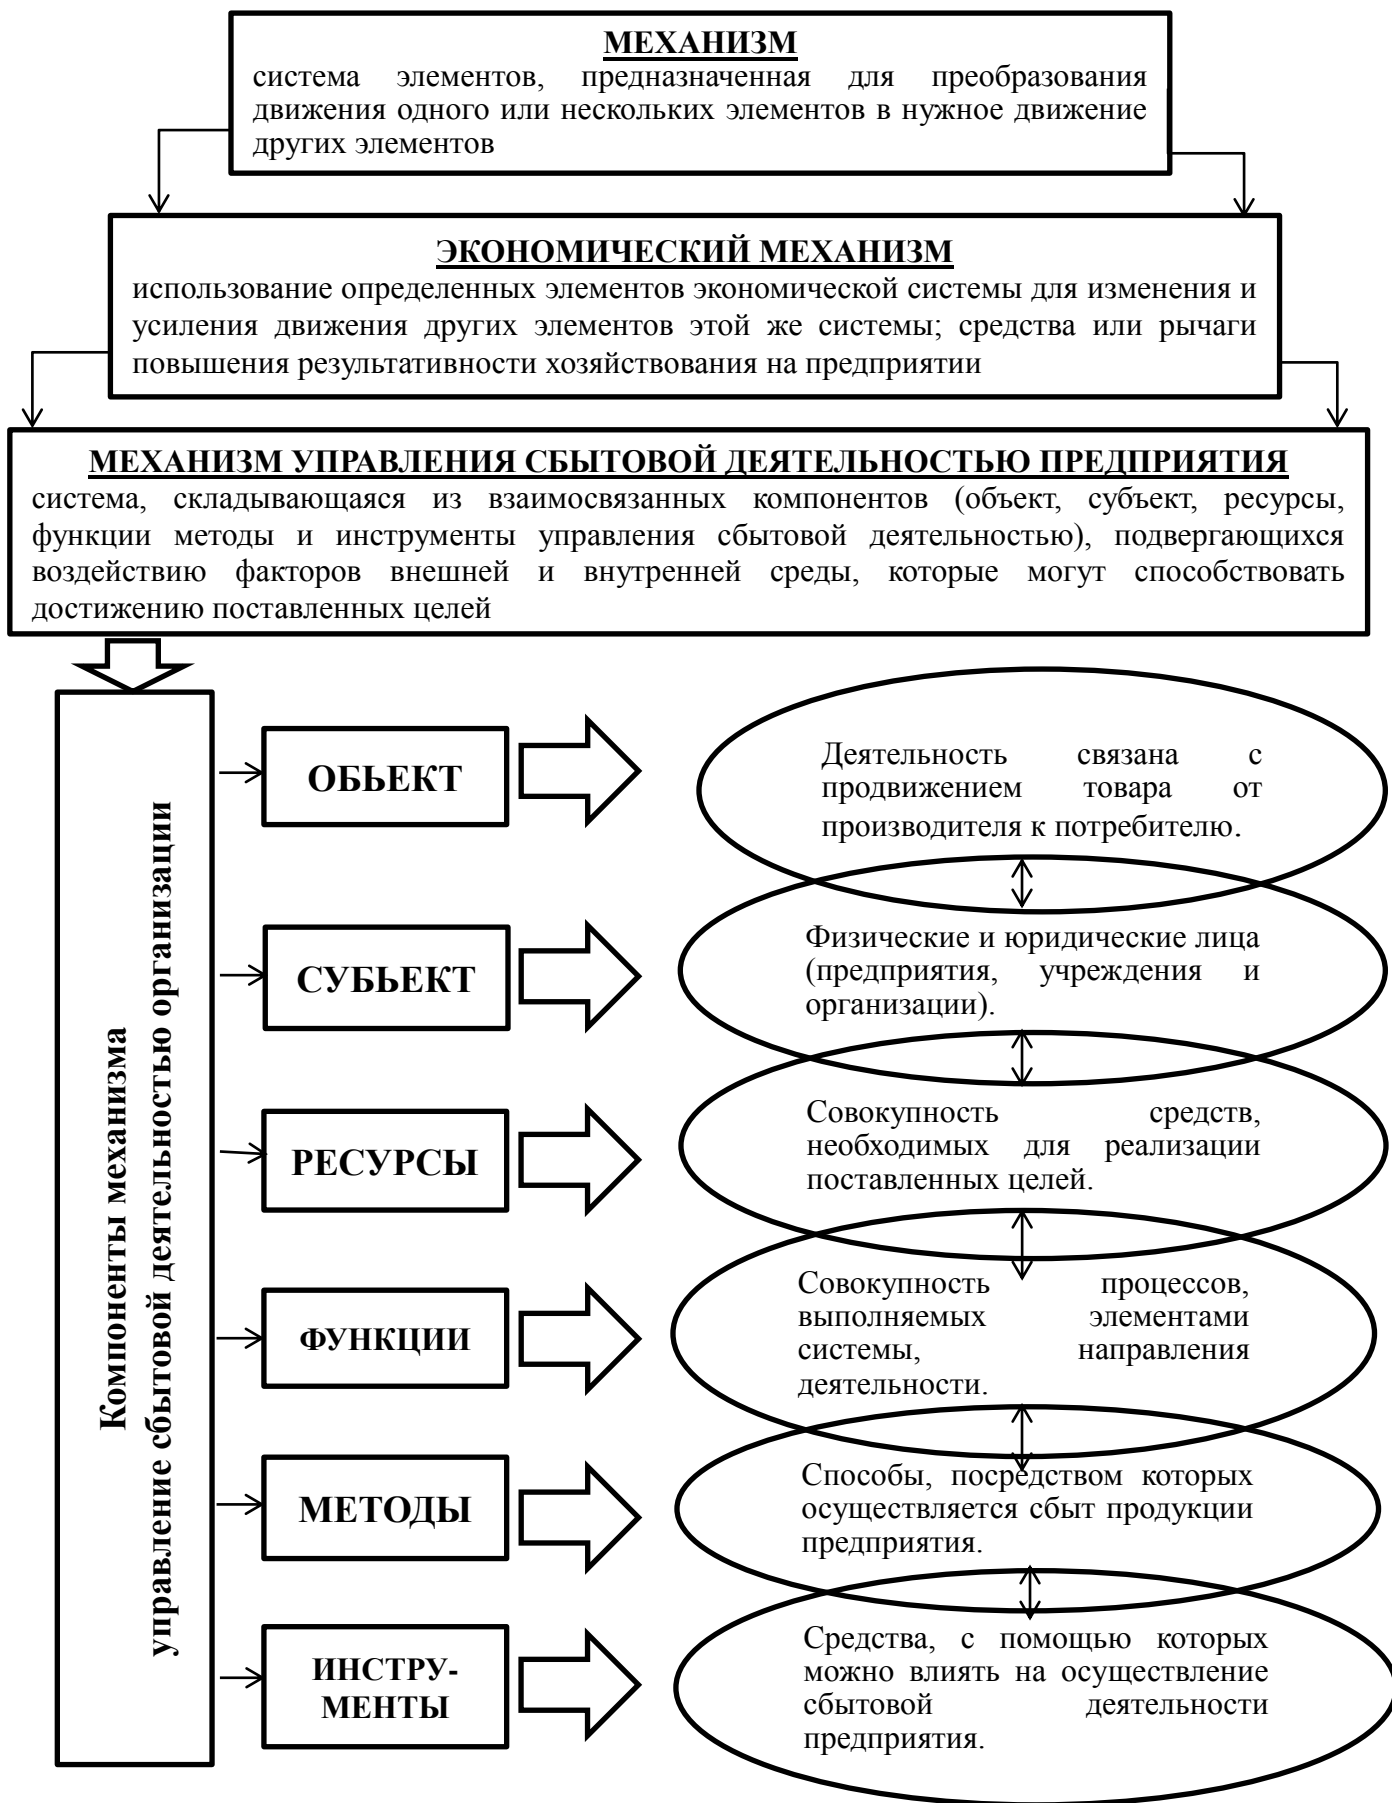 МЕХАНИЗМ
система элементов, предназначенная для преобразования
движения одного или нескольких элементов в нужное движение
других элементов
ЭКОНОМИЧЕСКИЙ МЕХАНИЗМ
использование определенных элементов экономической системы для изменения и
усиления движения других элементов этой же системы; средства или рычаги
повышения результативности хозяйствования на предприятии
МЕХАНИЗМ УПРАВЛЕНИЯ СБЫТОВОЙ ДЕЯТЕЛЬНОСТЬЮ ПРЕДПРИЯТИЯ
система, складывающаяся из взаимосвязанных компонентов (объект, субъект, ресурсы,
функции методы и инструменты управления сбытовой деятельностью), подвергающихся
воздействию факторов внешней и внутренней среды, которые могут способствовать
достижению поставленных целей
Компоненты механизма
управление сбытовой деятельностью организации
ОБЬЕКТ
Деятельность связана с
продвижением товара от
производителя к потребителю.
СУБЬЕКТ
Физические и юридические лица
(предприятия, учреждения и
организации).
РЕСУРСЫ
Совокупность средств,
необходимых для реализации
поставленных целей.
ФУНКЦИИ
Совокупность процессов,
выполняемых элементами
системы, направления
деятельности.
МЕТОДЫ
Способы, посредством которых
осуществляется сбыт продукции
предприятия.
ИНСТРУ-
МЕНТЫ
Средства, с помощью которых
можно влиять на осуществление
сбытовой деятельности
предприятия.